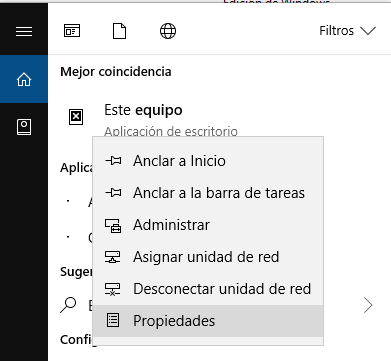 Edición de Windows
Filtros
Mejor coincidencia
Este equipo
Aplicación de escritorio
Anclar a Inicio
Aplica
Anclar a la barra de tareas
Administrar
Asignar unidad de red
Suger
Desconectar unidad de red
Propiedades
Config